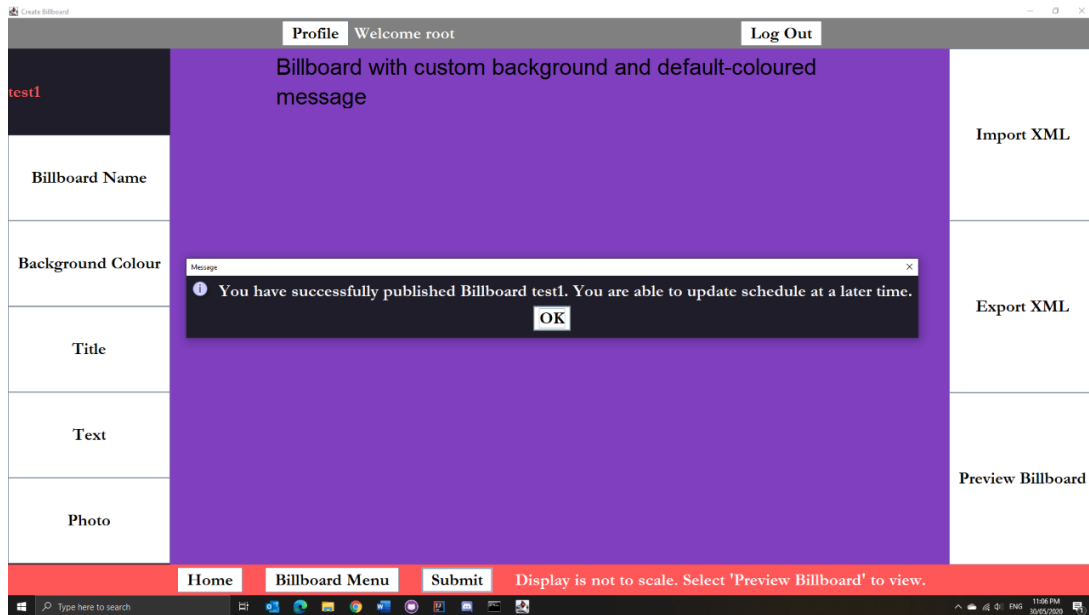 Create Billboard
Profile Welcome root Log Out
test1
Billboard with custom background and default-coloured
message
Import XML
Billboard Name
Background Colour
Message
You have successfully published Billboard test1. You are able to update schedule at a later time.
OK
Export XML
Title
Text
Preview Billboard
Photo
Home Billboard Menu Submit Display is not to scale. Select 'Preview Billboard' to view.
Type here to search
ENG
11:06 PM
30/05/2020